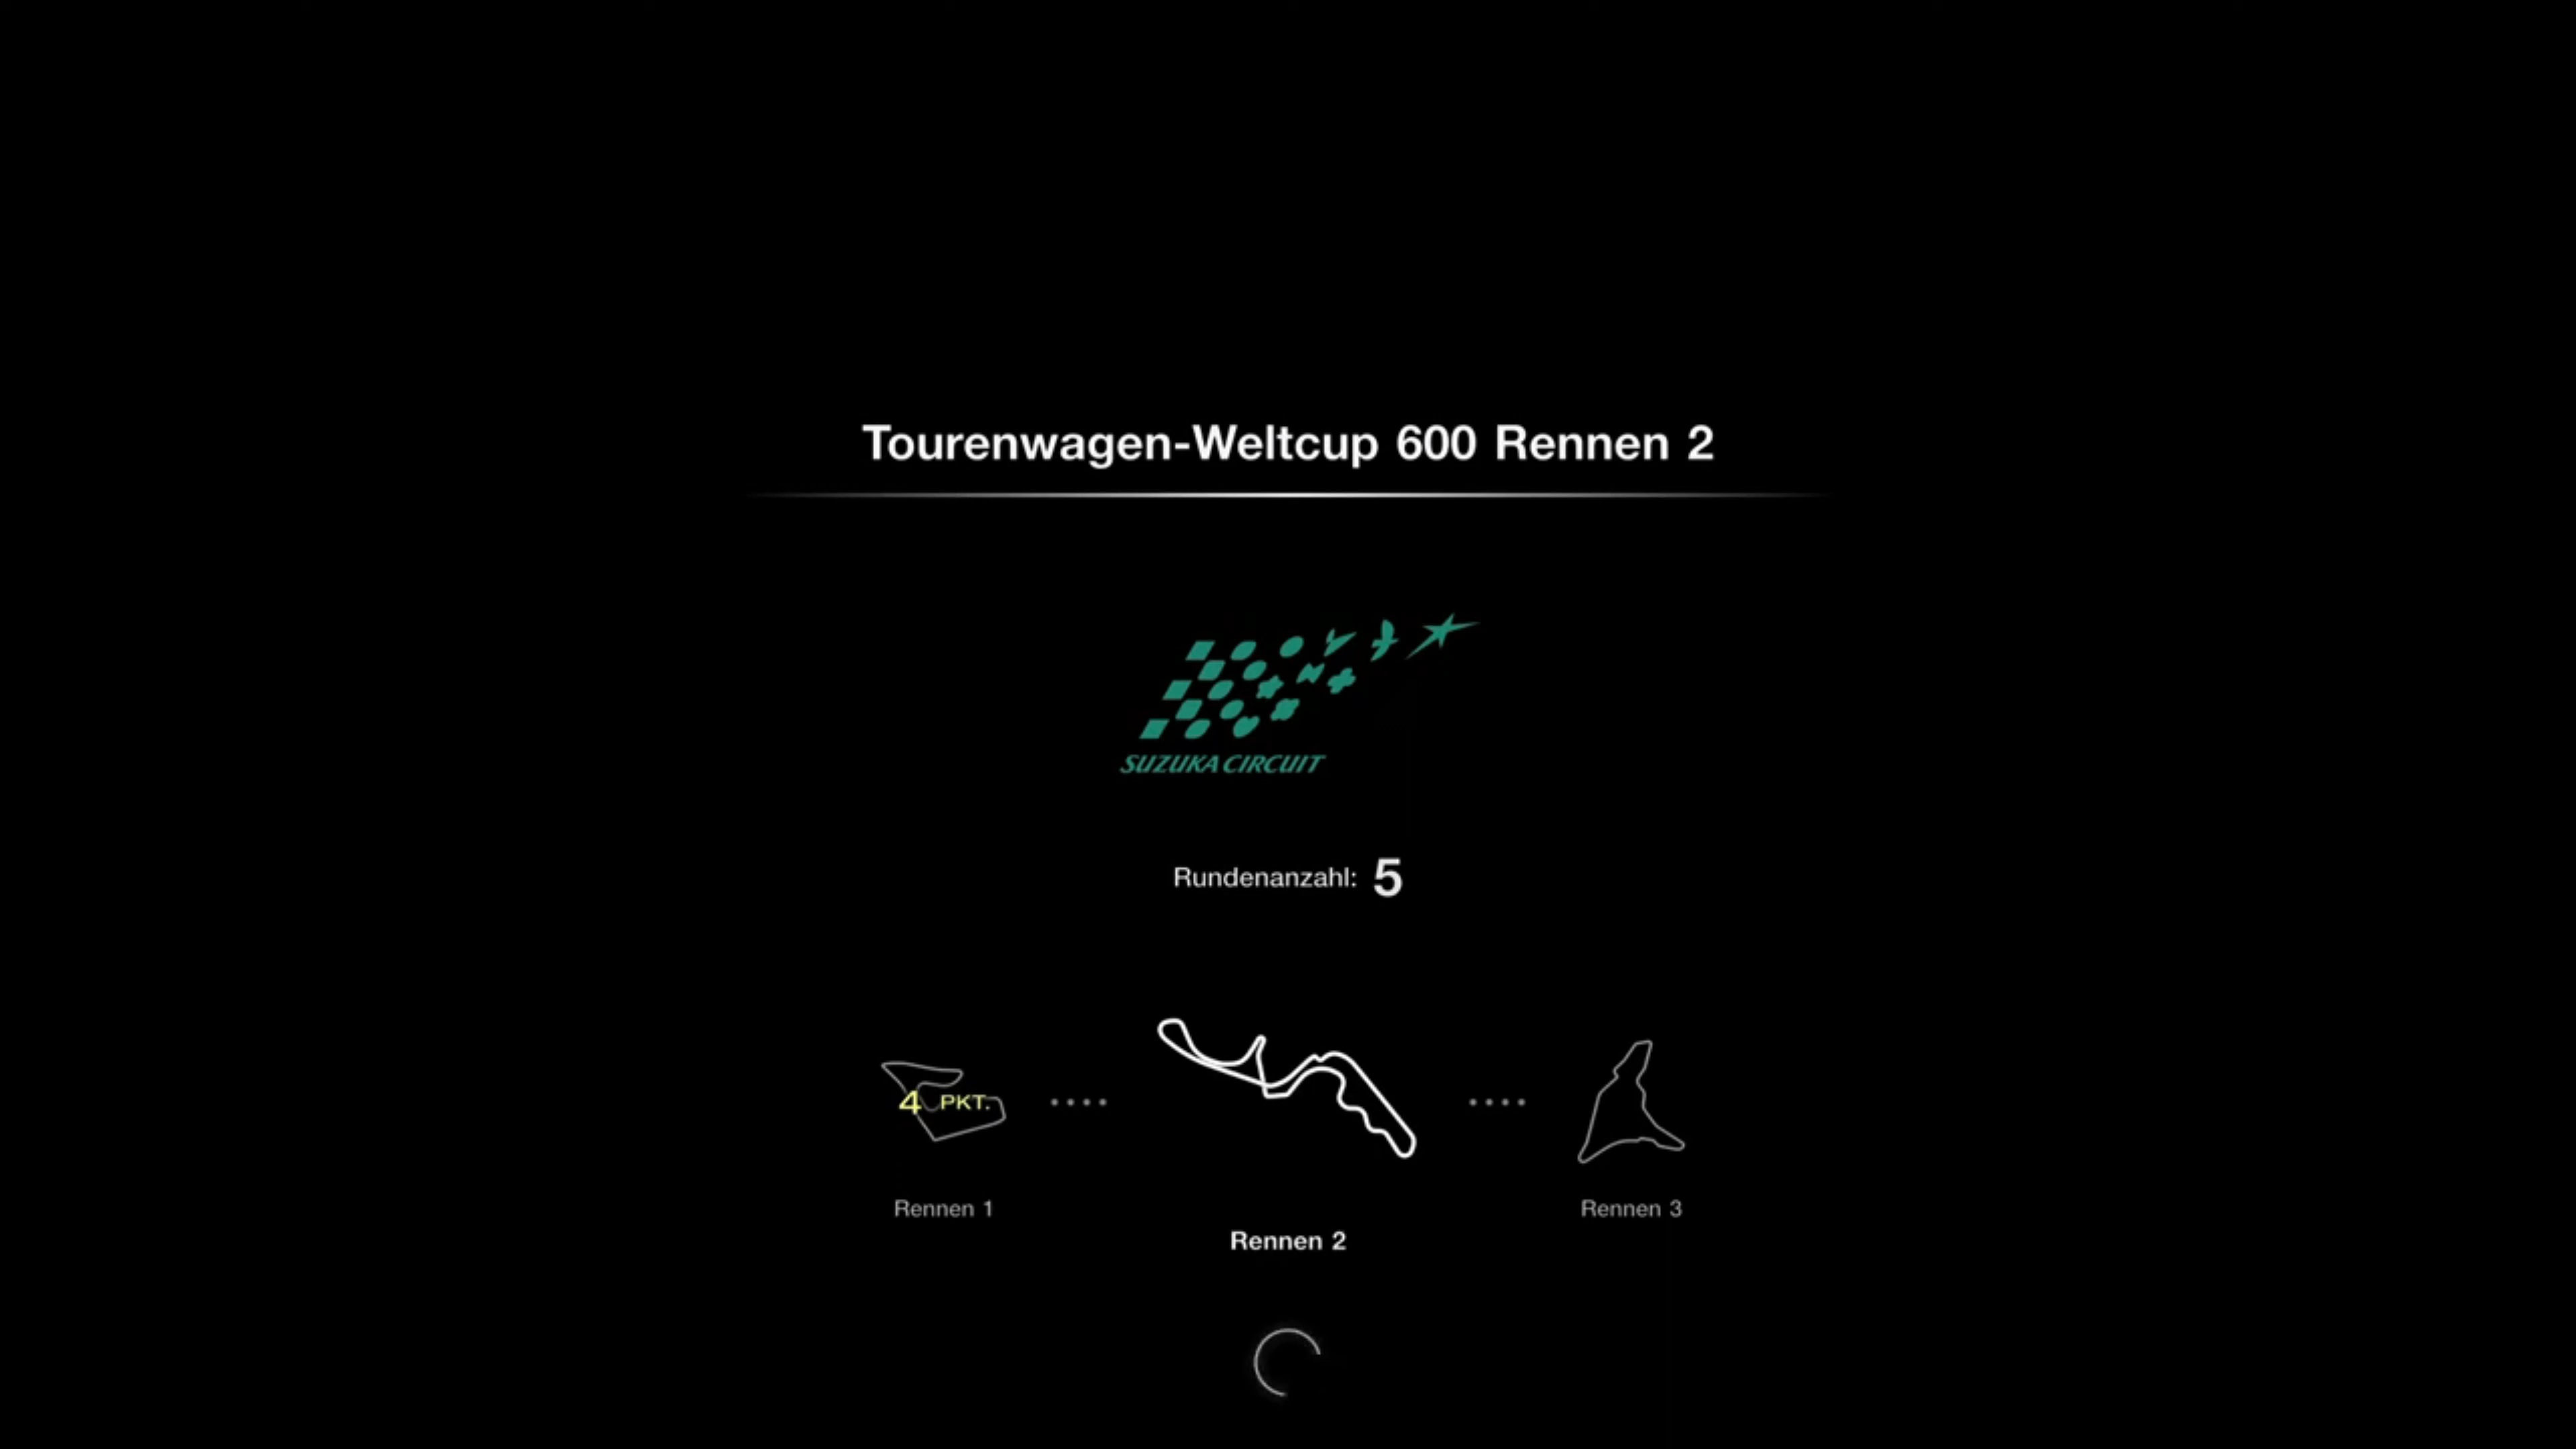 Tourenwagen-Weltcup 600 Rennen 2
SUZUKA CIRCUIT
Rundenanzahl: 5
4 PKT.
Rennen 1
Rennen 2
Rennen 3